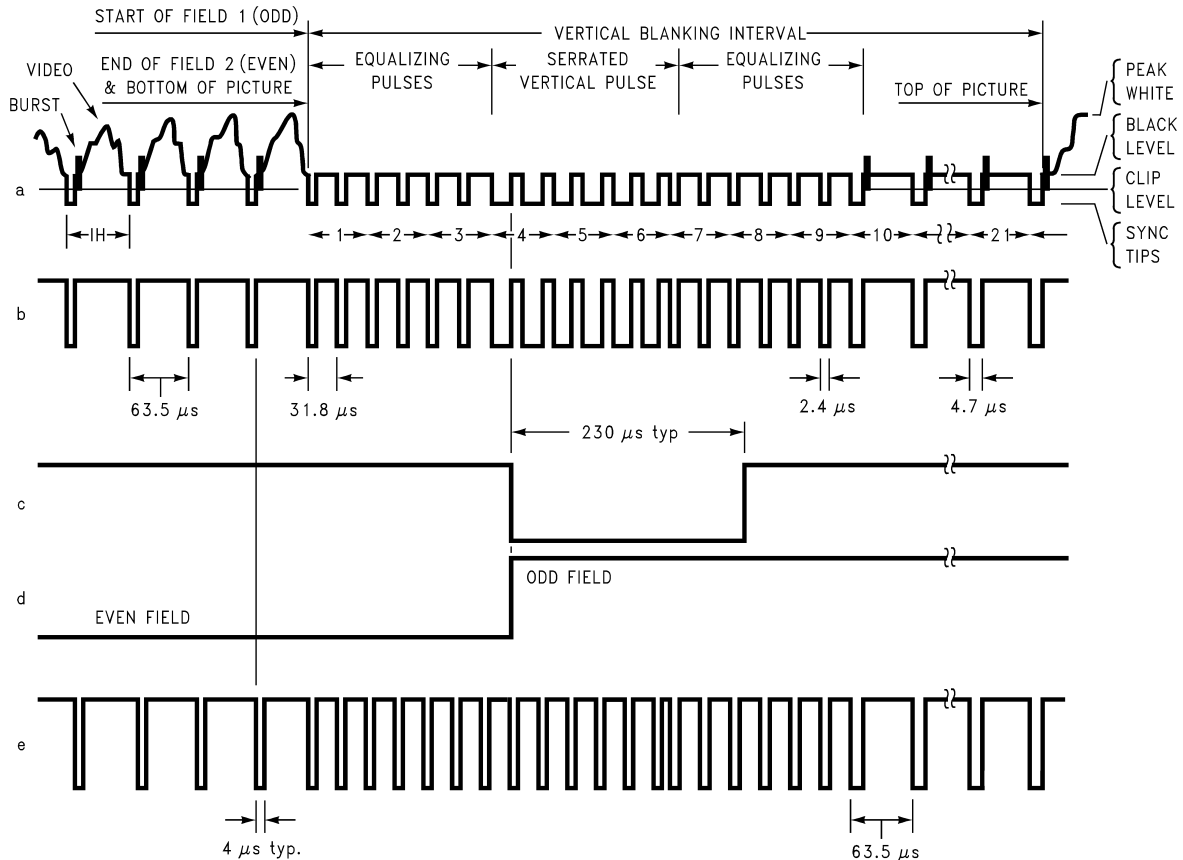 START OF FIELD 1 (ODD)
VERTICAL BLANKING INTERVAL
VIDEO
END OF FIELD 2 (EVEN)
& BOTTOM OF PICTURE
EQUALIZING
PULSES
SERRATED
VERTICAL PULSE
EQUALIZING
PULSES
TOP OF PICTURE
PEAK
WHITE
BURST
BLACK
LEVEL
a
CLIP
LEVEL
IH
1 2 3 4 5 6 7 8 9 10 21
SYNC
TIPS
b
63.5 μs
31.8 μs
2.4 μs
4.7 μs
230 μs typ
c
ODD FIELD
d
EVEN FIELD
e
4 μs typ.
63.5 μs